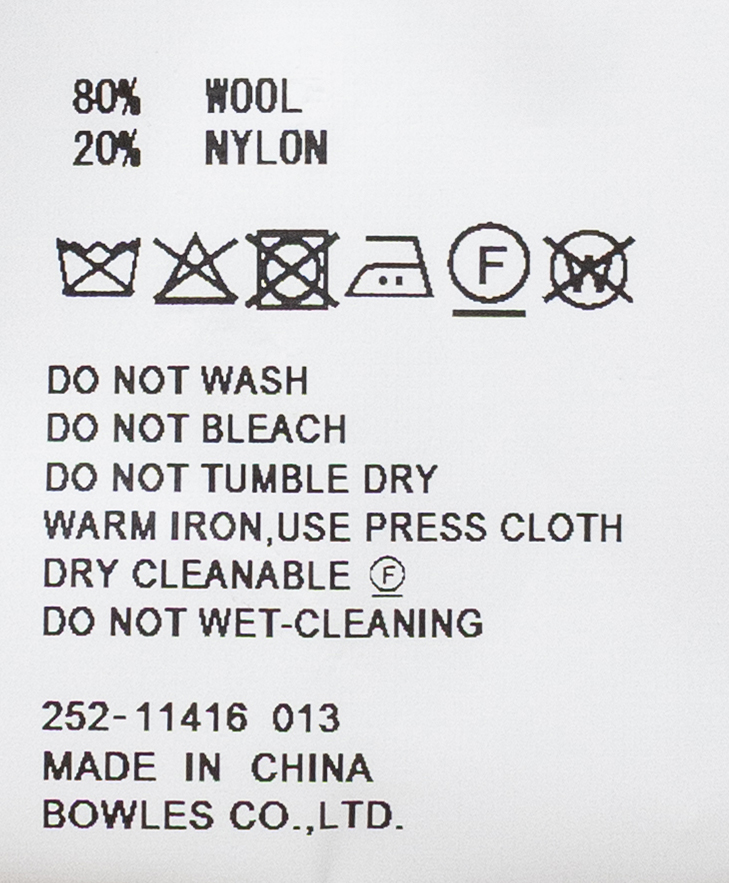 80% WOOL
20% NYLON
F W
DO NOT WASH
DO NOT BLEACH
DO NOT TUMBLE DRY
WARM IRON,USE PRESS CLOTH
DRY CLEANABLE Ⓕ
DO NOT WET-CLEANING
252-11416 013
MADE IN CHINA
BOWLES CO.,LTD.